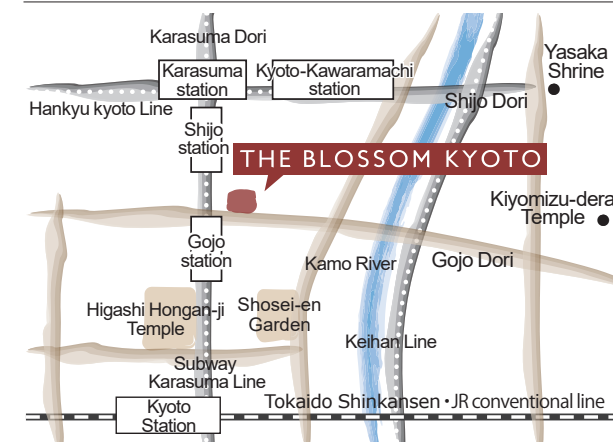 Karasuma Dori
Karasuma
station
Kyoto-Kawaramachi
station
Yasaka
Shrine
Hankyu kyoto Line
Shijo Dori
Shijo
station
THE BLOSSOM KYOTO
Kiyomizu-dera
Temple
Gojo
station
Kamo River
Gojo Dori
Higashi Hongan-ji
Temple
Shosei-en
Garden
Keihan Line
Subway
Karasuma Line
Kyoto
Station
Tokaido Shinkansen・JR conventional line